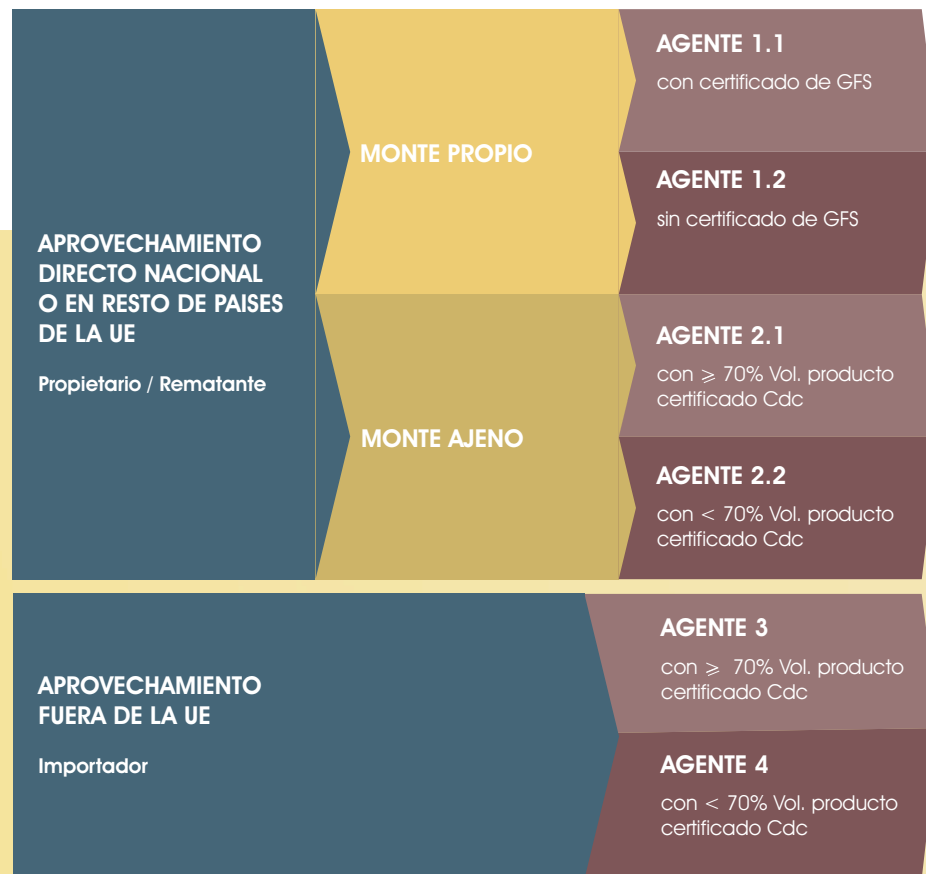 APROVECHAMIENTO
DIRECTO NACIONAL
O EN RESTO DE PAISES
DE LA UE
Propietario / Rematante
MONTE PROPIO
AGENTE 1.1
con certificado de GFS
AGENTE 1.2
sin certificado de GFS
MONTE AJENO
AGENTE 2.1
con ⩾ 70% Vol. producto
certificado Cdc
AGENTE 2.2
con < 70% Vol. producto
certificado Cdc
APROVECHAMIENTO
FUERA DE LA UE
Importador
AGENTE 3
con ⩾ 70% Vol. producto
certificado Cdc
AGENTE 4
con < 70% Vol. producto
certificado Cdc